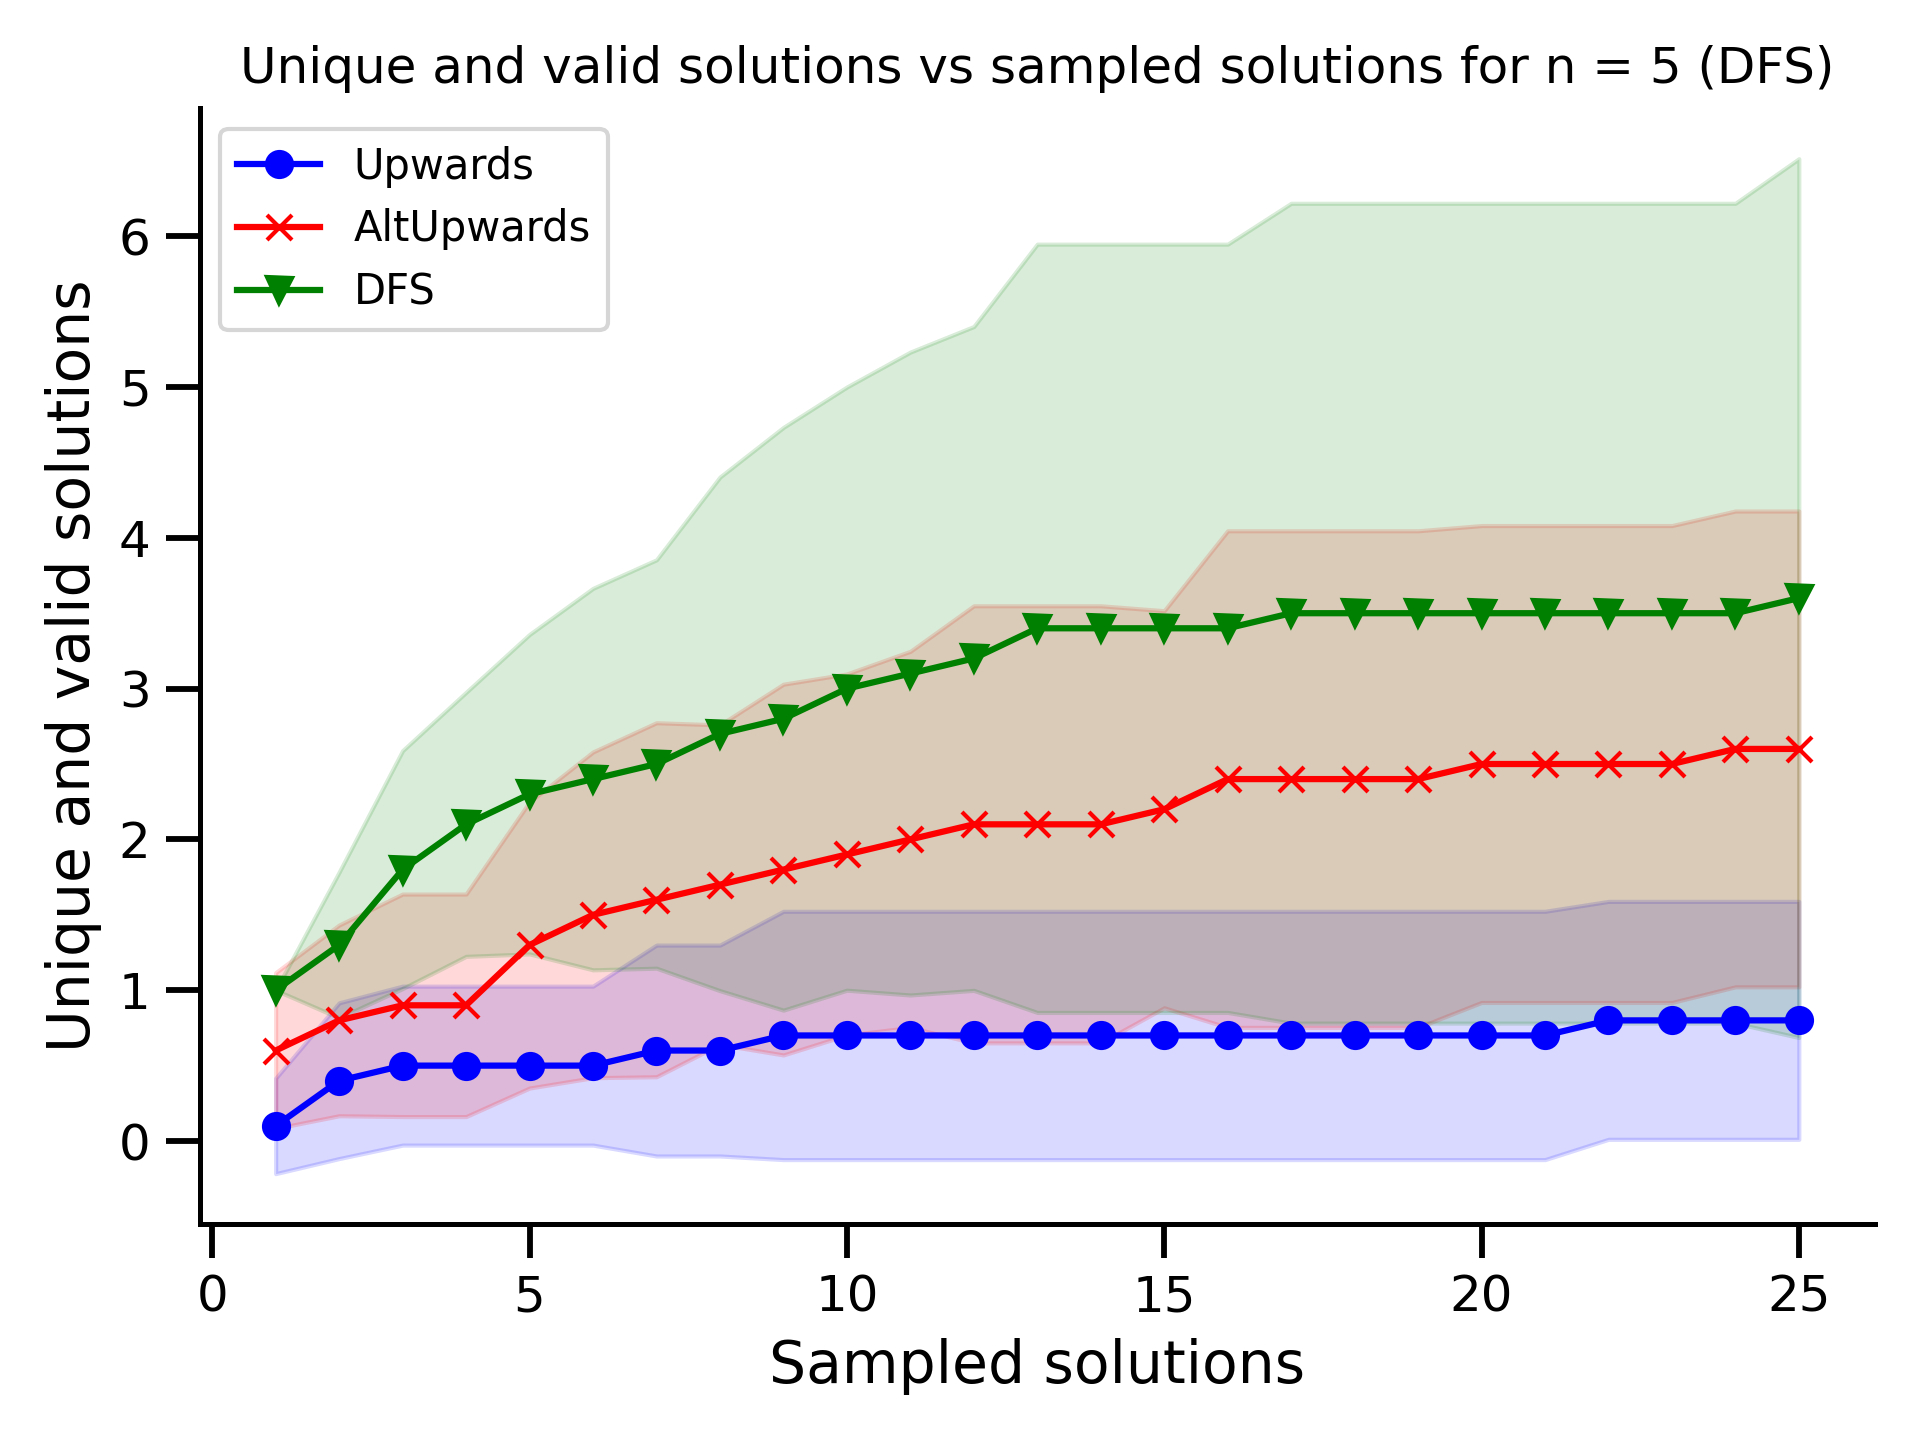 Unique and valid solutions vs sampled solutions for n = 5 (DFS)
Upwards
AltUpwards
DFS
Unique and valid solutions
6
5
4
3
2
1
0
0 5 10 15 20 25
Sampled solutions